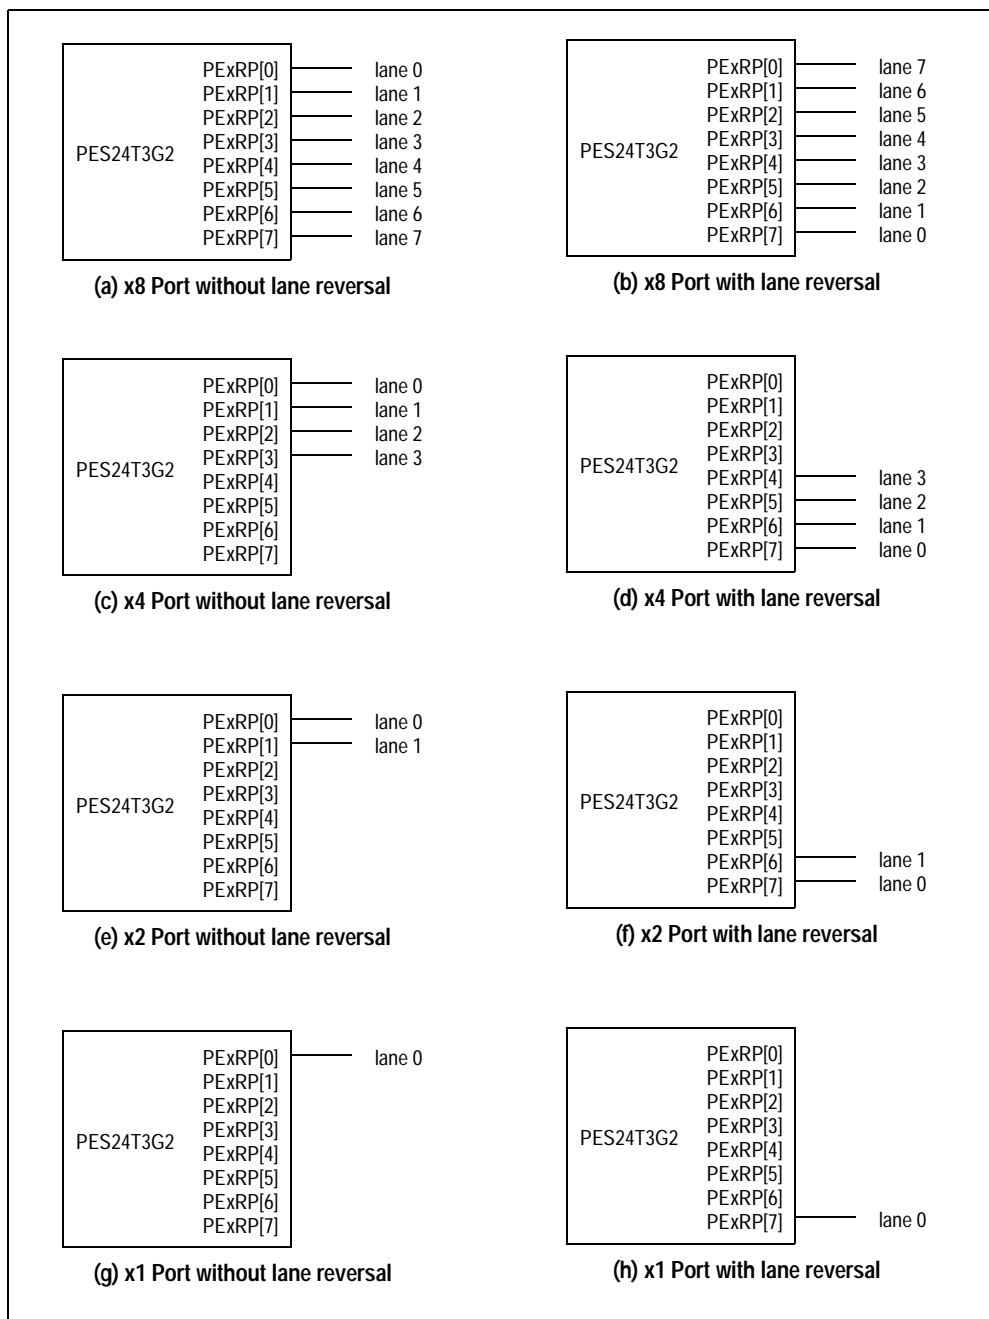 PExRP[0] lane 0
PExRP[1] lane 1
PExRP[2] lane 2
PExRP[3] lane 3
PES24T3G2
PExRP[4] lane 4
PExRP[5] lane 5
PExRP[6] lane 6
PExRP[7] lane 7
(a) x8 Port without lane reversal
PExRP[0] lane 7
PExRP[1] lane 6
PExRP[2] lane 5
PExRP[3] lane 4
PES24T3G2
PExRP[4] lane 3
PExRP[5] lane 2
PExRP[6] lane 1
PExRP[7] lane 0
(b) x8 Port with lane reversal
PExRP[0] lane 0
PExRP[1] lane 1
PExRP[2] lane 2
PExRP[3] lane 3
PES24T3G2
PExRP[4]
PExRP[5]
PExRP[6]
PExRP[7]
(c) x4 Port without lane reversal
PExRP[0]
PExRP[1]
PExRP[2]
PExRP[3]
PES24T3G2
PExRP[4] lane 3
PExRP[5] lane 2
PExRP[6] lane 1
PExRP[7] lane 0
(d) x4 Port with lane reversal
PExRP[0] lane 0
PExRP[1] lane 1
PExRP[2]
PExRP[3]
PES24T3G2
PExRP[4]
PExRP[5]
PExRP[6]
PExRP[7]
(e) x2 Port without lane reversal
PExRP[0]
PExRP[1]
PExRP[2]
PExRP[3]
PES24T3G2
PExRP[4]
PExRP[5]
PExRP[6] lane 1
PExRP[7] lane 0
(f) x2 Port with lane reversal
PExRP[0] lane 0
PExRP[1]
PExRP[2]
PExRP[3]
PES24T3G2
PExRP[4]
PExRP[5]
PExRP[6]
PExRP[7]
(g) x1 Port without lane reversal
PExRP[0]
PExRP[1]
PExRP[2]
PExRP[3]
PES24T3G2
PExRP[4]
PExRP[5]
PExRP[6]
PExRP[7] lane 0
(h) x1 Port with lane reversal